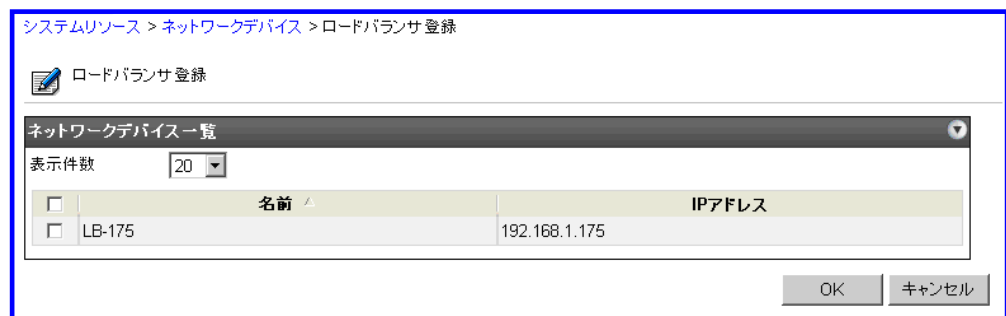 システムリソース > ネットワークデバイス > ロードバランサ登録
ロードバランサ登録
ネットワークデバイス一覧
表示件数 20
名前 IPアドレス
LB-175 192.168.1.175
OK キャンセル